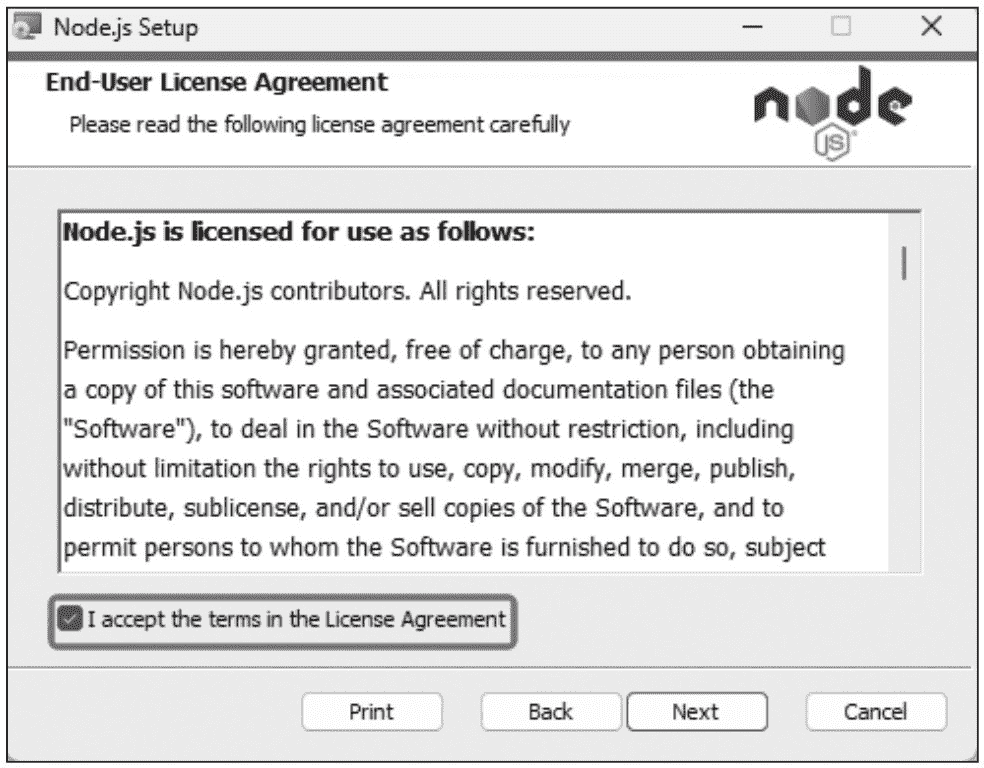 Node.js Setup
End-User License Agreement
Please read the following license agreement carefully
node
JS
Node.js is licensed for use as follows:
Copyright Node.js contributors. All rights reserved.
Permission is hereby granted, free of charge, to any person obtaining
a copy of this software and associated documentation files (the
"Software"), to deal in the Software without restriction, including
without limitation the rights to use, copy, modify, merge, publish,
distribute, sublicense, and/or sell copies of the Software, and to
permit persons to whom the Software is furnished to do so, subject
I accept the terms in the License Agreement
Print Back Next Cancel